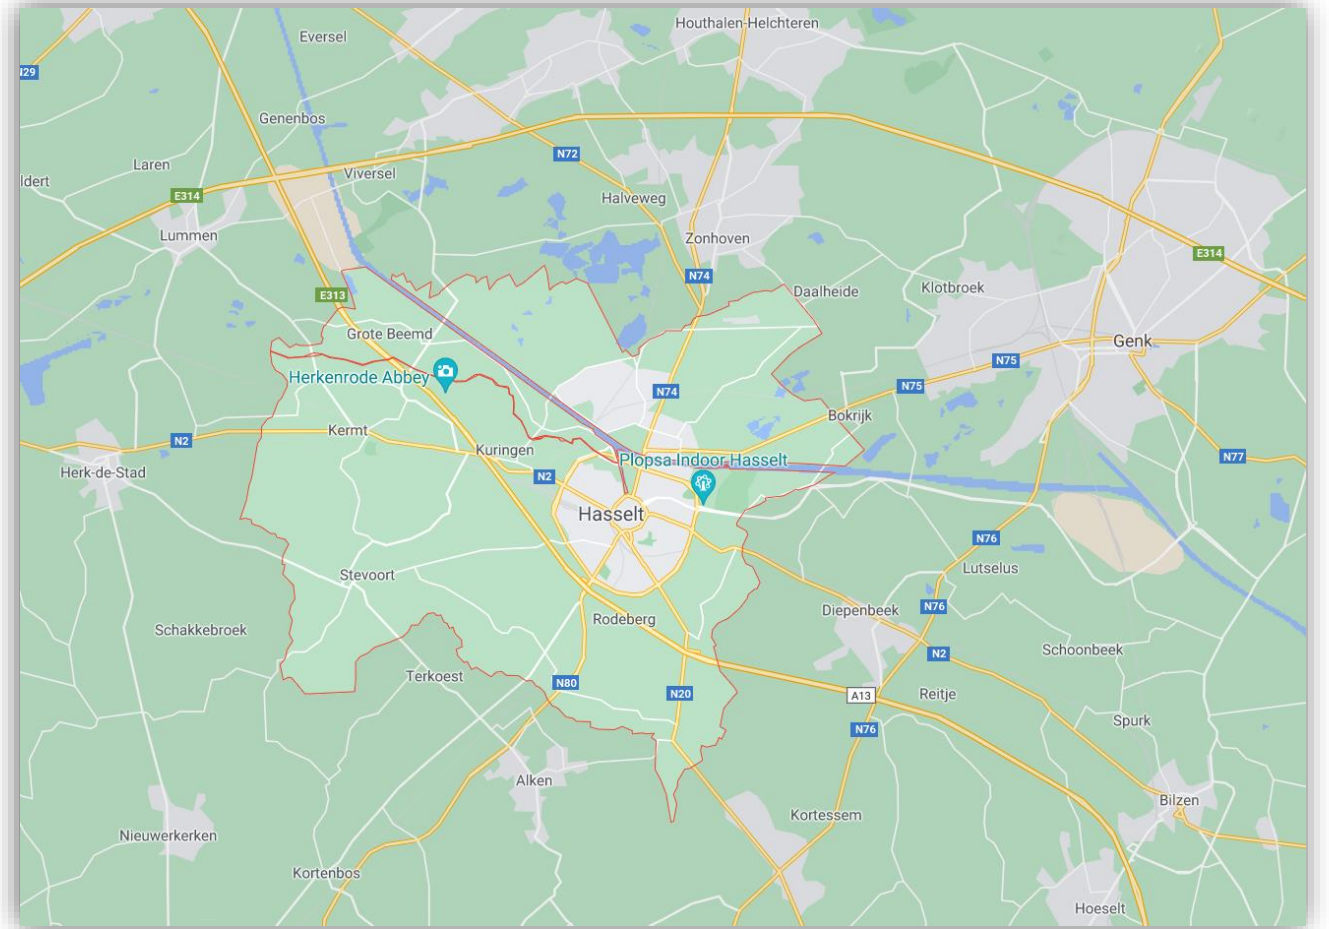 Houthalen-Helchteren
Eversel
N29
Genenbos
N72
Laren
Viversel
ldert
E314
Halveweg
Lummen
Zonhoven
E314
N74
Daalheide
Klotbroek
E313
Grote Beemd
Genk
N75
Herkenrode Abbey
N75
N74
Bokrijk
Kermt
N2
Kuringen
N77
Plopsa Indoor Hasselt
Herk-de-Stad
N2
Hasselt
N76
Lutselus
Stevoort
N76
Diepenbeek
Rodeberg
Schakkebroek
N2
Schoonbeek
Terkoest
N80
N20
A13
Reitje
Spurk
N76
Alken
Bilzen
Kortessem
Nieuwerkerken
Kortenbos
Hoeselt